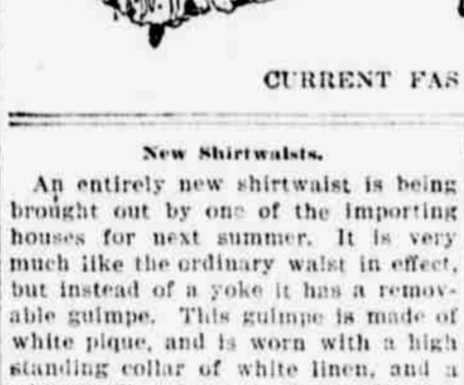 CURRENT FAS
New Shirtwaists.
An entirely new shirtwaist is being
brought out by one of the importing
houses for next summer. It is very
much like the ordinary waist in effect,
but instead of a yoke it has a remov-
able guimpe. This guimpe is made of
white pique, and is worn with a high
standing collar of white linen, and a